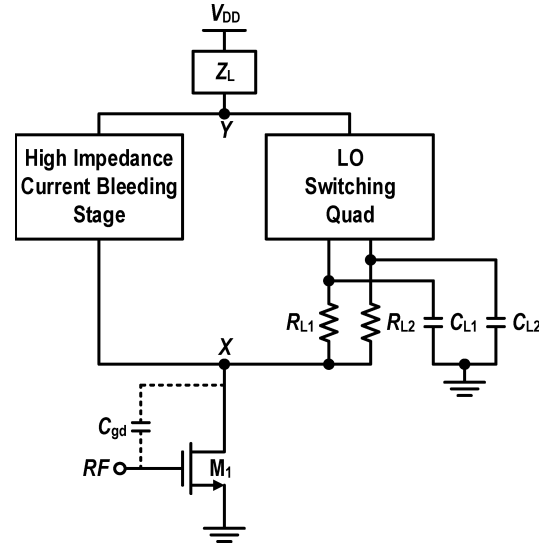 VDD
ZL
Y
High Impedance
Current Bleeding
Stage
LO
Switching
Quad
RL1
RL2
CL1
CL2
X
Cgd
RF
M1